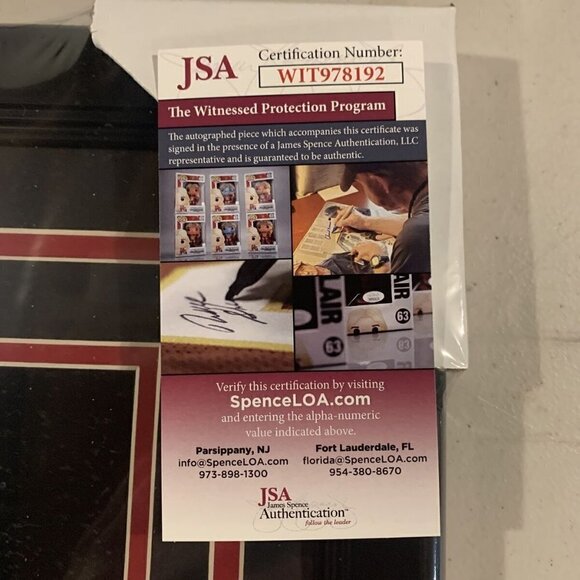 JSA
Certification Number:
WIT978192
The Witnessed Protection Program
The autographed piece which accompanies this certificate was
signed in the presence of a James Spence Authentication, LLC
representative and is guaranteed to be authentic.
LAIR
AIR
63
63
Verify this certification by visiting
SpenceLOA.com
and entering the alpha-numeric
value indicated above.
Parsippany, NJ
info@SpenceLOA.com
973-898-1300
Fort Lauderdale, FL
florida@SpenceLOA.com
954-380-8670
JSA
James Spence
Authentication™
follow the leader